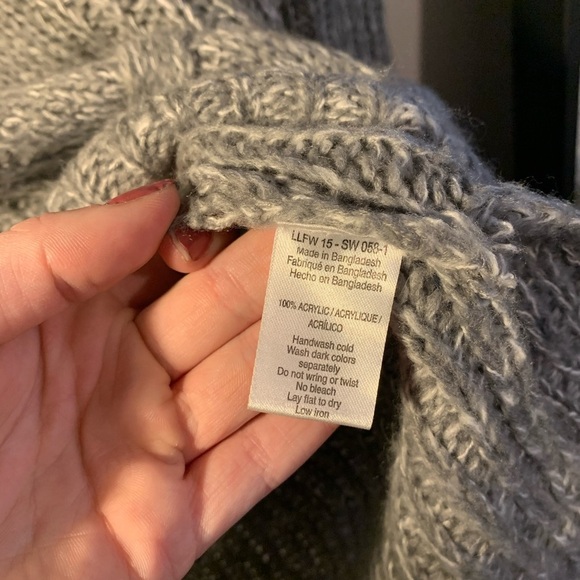 LLFW 15 - SW 058-1
Made in Bangladesh
Fabriqué en Bangladesh
Hecho en Bangladesh
100% ACRYLIC / ACRYLIQUE /
ACRÍLICO
Handwash cold
Wash dark colors
separately
Do not wring or twist
No bleach
Lay flat to dry
Low iron